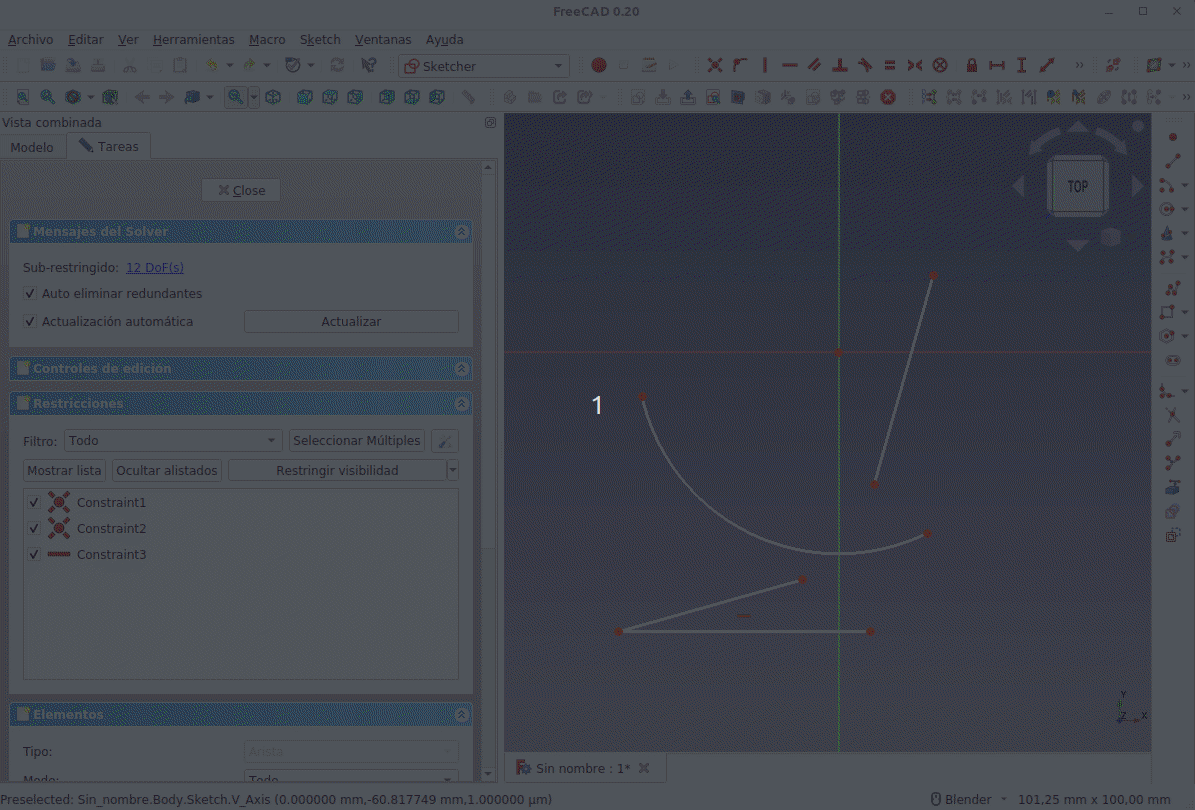 FreeCAD 0.20
Archivo Editar Ver Herramientas Macro Sketch Ventanas Ayuda
Sketcher
Vista combinada
Modelo Tareas
Close
Mensajes del Solver
Sub-restringido: 12 DoF(s)
Auto eliminar redundantes
Actualización automática Actualizar
Controles de edición
Restricciones
Filtro: Todo Seleccionar Múltiples
Mostrar lista Ocultar alistados Restringir visibilidad
Constraint1
Constraint2
Constraint3
Elementos
Tipo: Arista
Modo: Todo
TOP
1
Y
Z X
Sin nombre : 1*
Preselected: Sin_nombre.Body.Sketch.V_Axis (0.000000 mm,-60.817749 mm,1.000000 µm) Blender 101,25 mm x 100,00 mm